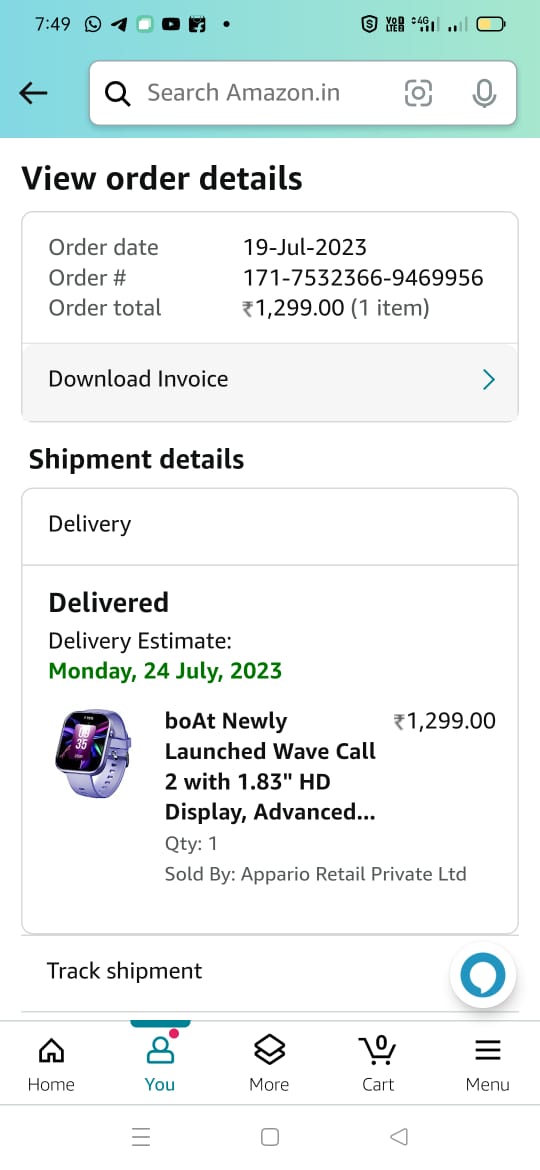 7:49
Vo LTE 4G
Search Amazon.in
View order details
Order date 19-Jul-2023
Order # 171-7532366-9469956
Order total ₹1,299.00 (1 item)
Download Invoice
Shipment details
Delivery
Delivered
Delivery Estimate:
Monday, 24 July, 2023
boAt Newly ₹1,299.00
Launched Wave Call
2 with 1.83" HD
Display, Advanced...
Qty: 1
Sold By: Appario Retail Private Ltd
Track shipment
0
Home You More Cart Menu